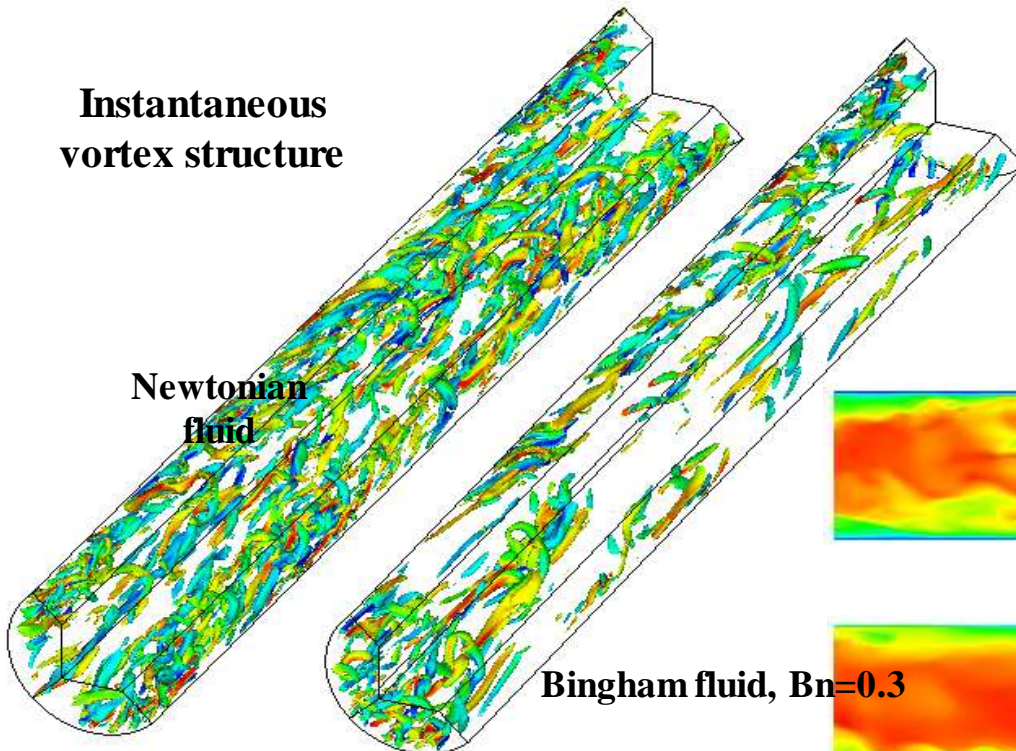 Instantaneous
vortex structure
Newtonian
fluid
Bingham fluid, Bn=0.3